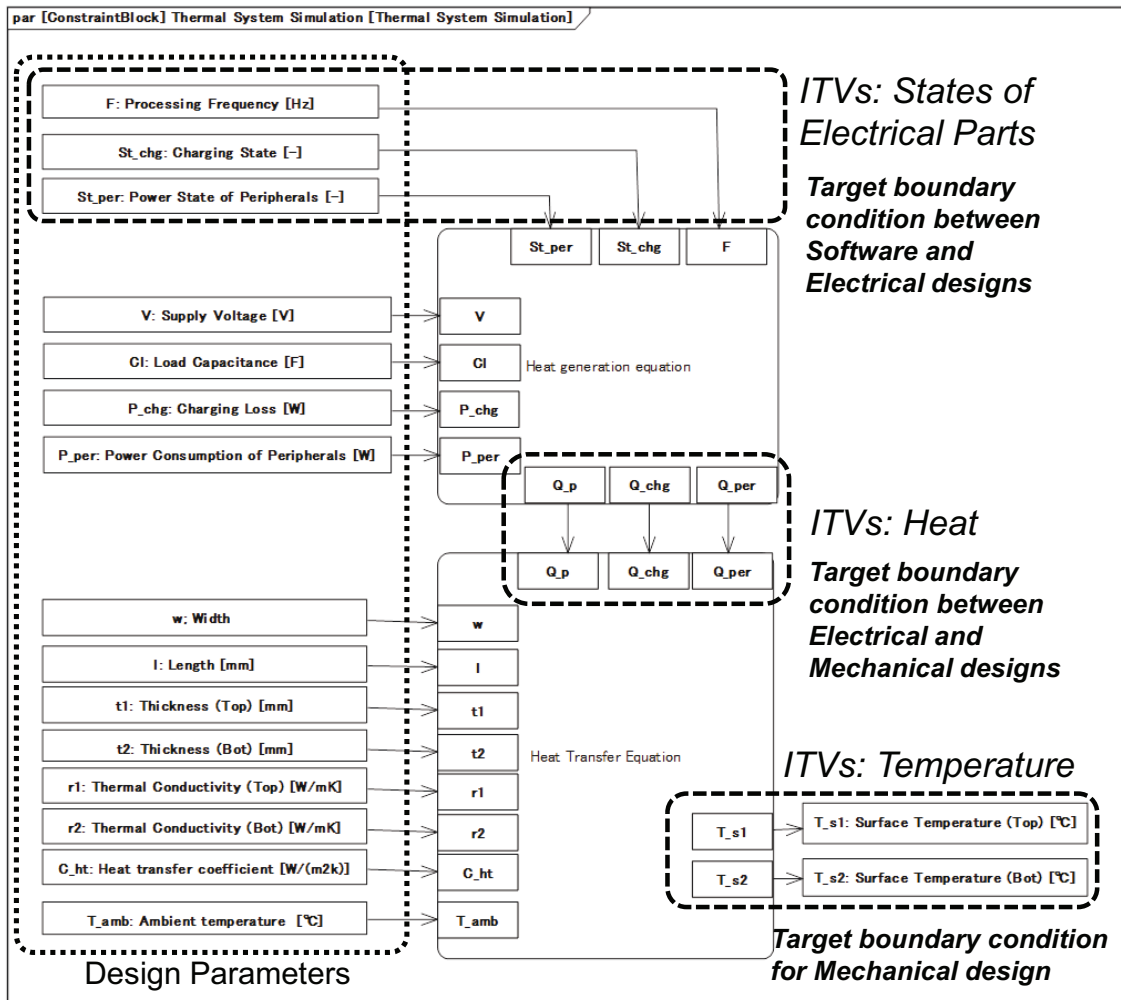 par [ConstraintBlock] Thermal System Simulation [Thermal System Simulation]
F: Processing Frequency [Hz]
St_chg: Charging State [-]
St_per: Power State of Peripherals [-]
ITVs: States of
Electrical Parts
Target boundary
condition between
Software and
Electrical designs
St_per
St_chg
F
V: Supply Voltage [V]
V
Cl: Load Capacitance [F]
Cl
Heat generation equation
P_chg: Charging Loss [W]
P_chg
P_per: Power Consumption of Peripherals [W]
P_per
Q_p
Q_chg
Q_per
Q_p
Q_chg
Q_per
ITVs: Heat
Target boundary
condition between
Electrical and
Mechanical designs
w; Width
w
l: Length [mm]
l
t1: Thickness (Top) [mm]
t1
t2: Thickness (Bot) [mm]
t2
Heat Transfer Equation
r1: Thermal Conductivity (Top) [W/mK]
r1
r2: Thermal Conductivity (Bot) [W/mK]
r2
C_ht: Heat transfer coefficient [W/(m2k)]
C_ht
T_amb: Ambient temperature [℃]
T_amb
ITVs: Temperature
T_s1
T_s1: Surface Temperature (Top) [℃]
T_s2
T_s2: Surface Temperature (Bot) [℃]
Target boundary condition
for Mechanical design
Design Parameters